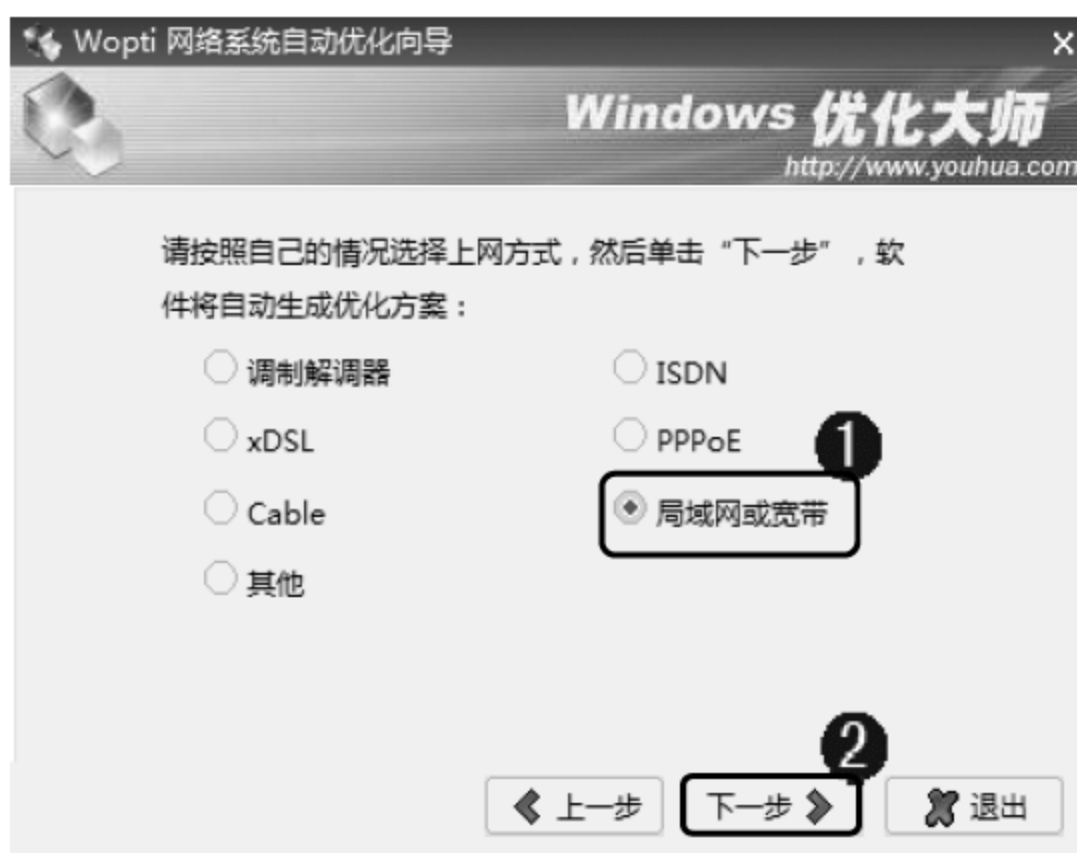 Wopti 网络系统自动优化向导
Windows 优化大师
http://www.youhua.com
请按照自己的情况选择上网方式，然后单击“下一步”，软
件将自动生成优化方案：
调制解调器 ISDN
xDSL PPPoE 1
Cable 局域网或宽带
其他
2
上一步 下一步 退出